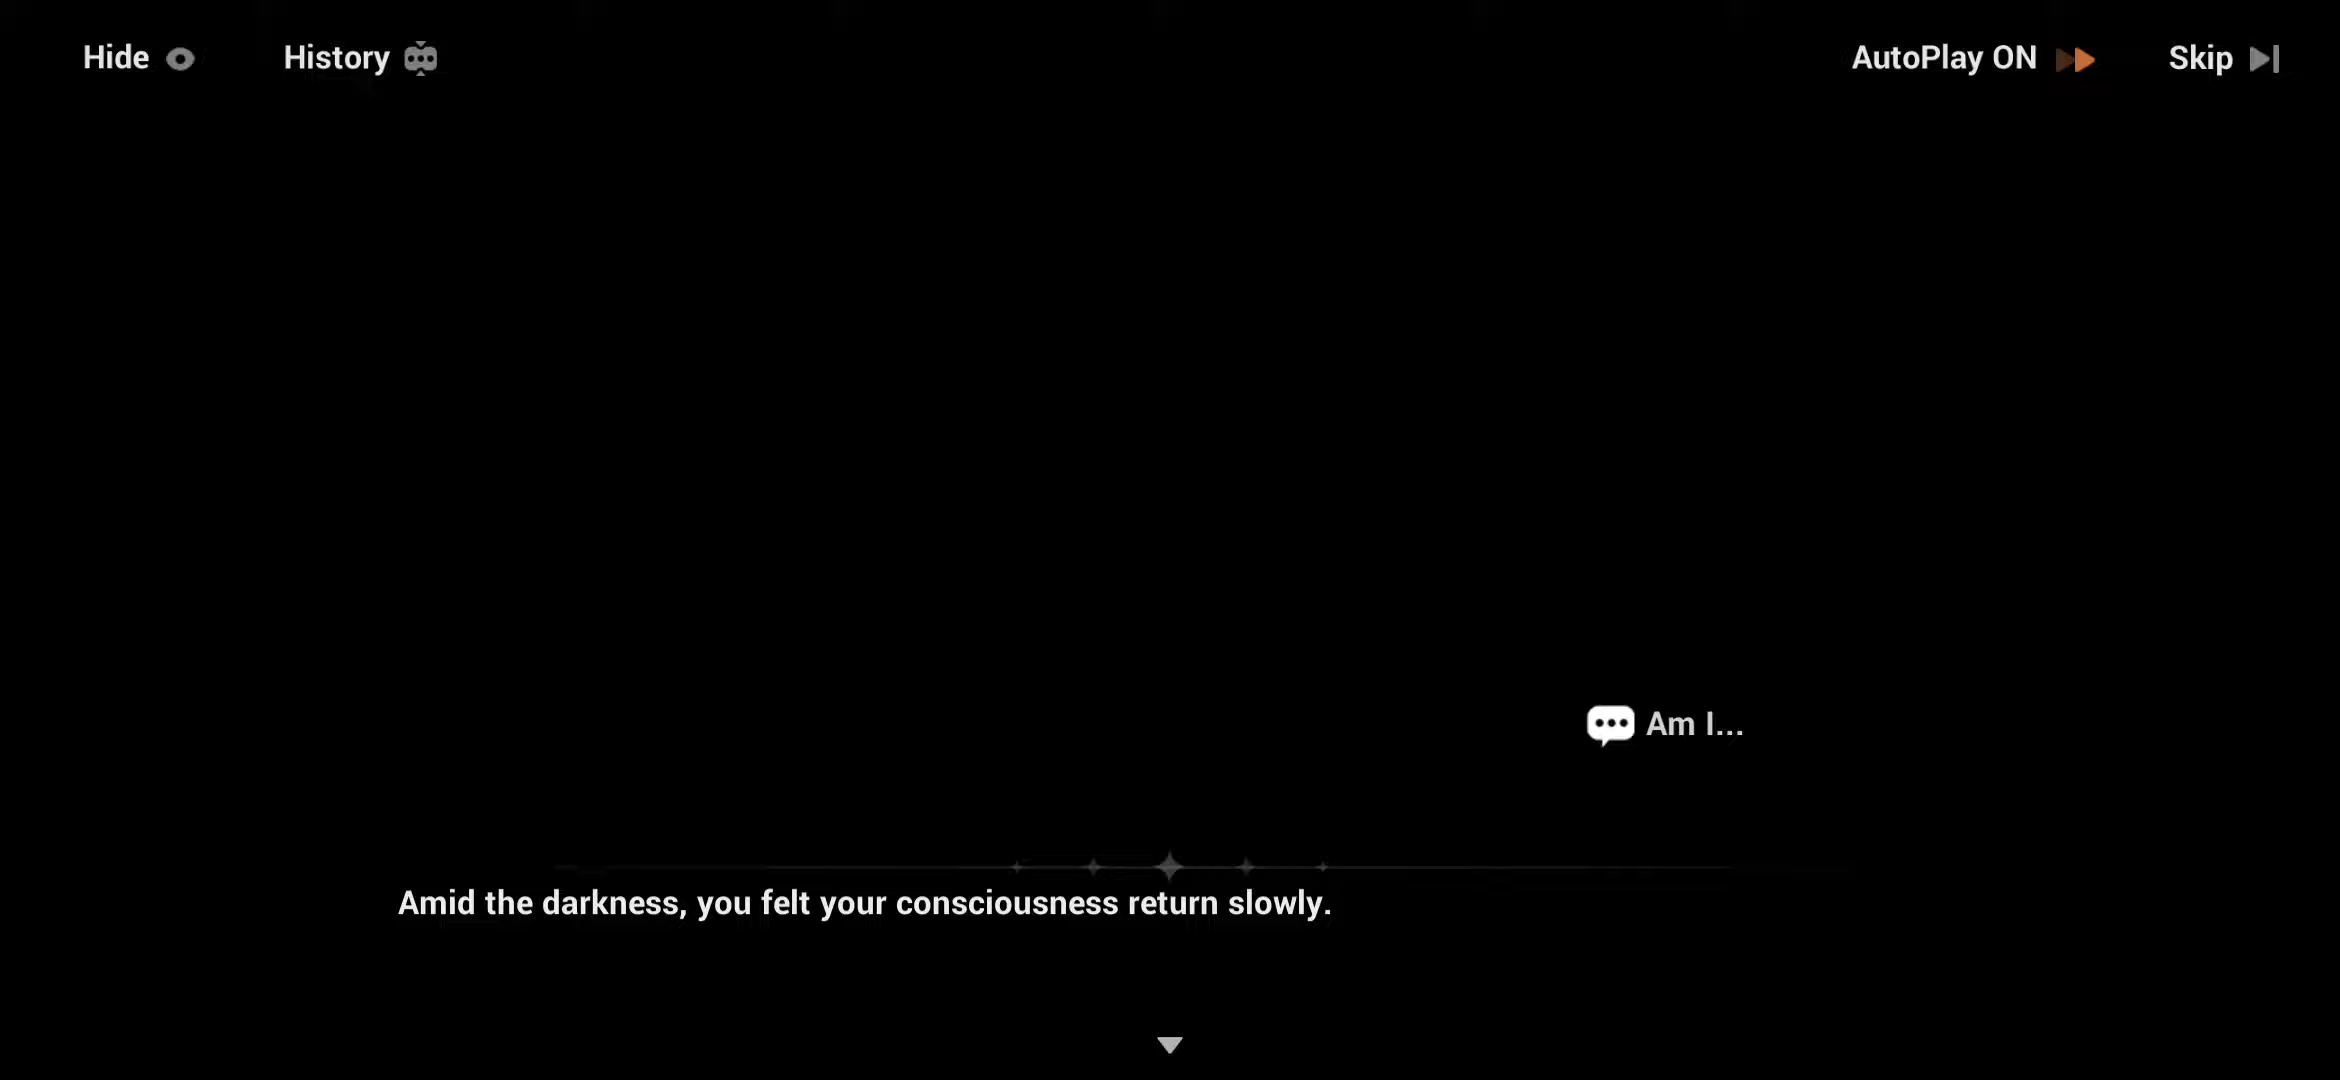 Hide
History
AutoPlay ON
Skip
Am I...
Amid the darkness, you felt your consciousness return slowly.